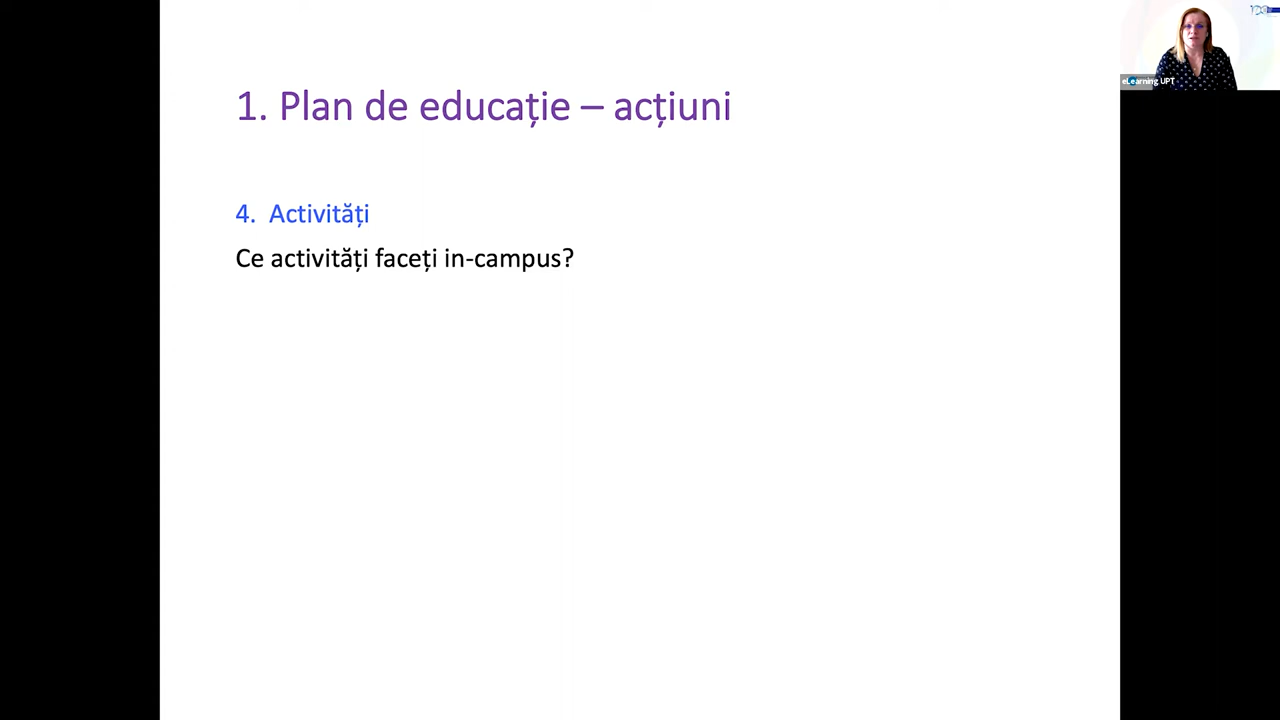 1. Plan de educație – acțiuni
4. Activități
Ce activități faceți in-campus?
eLearning UPT